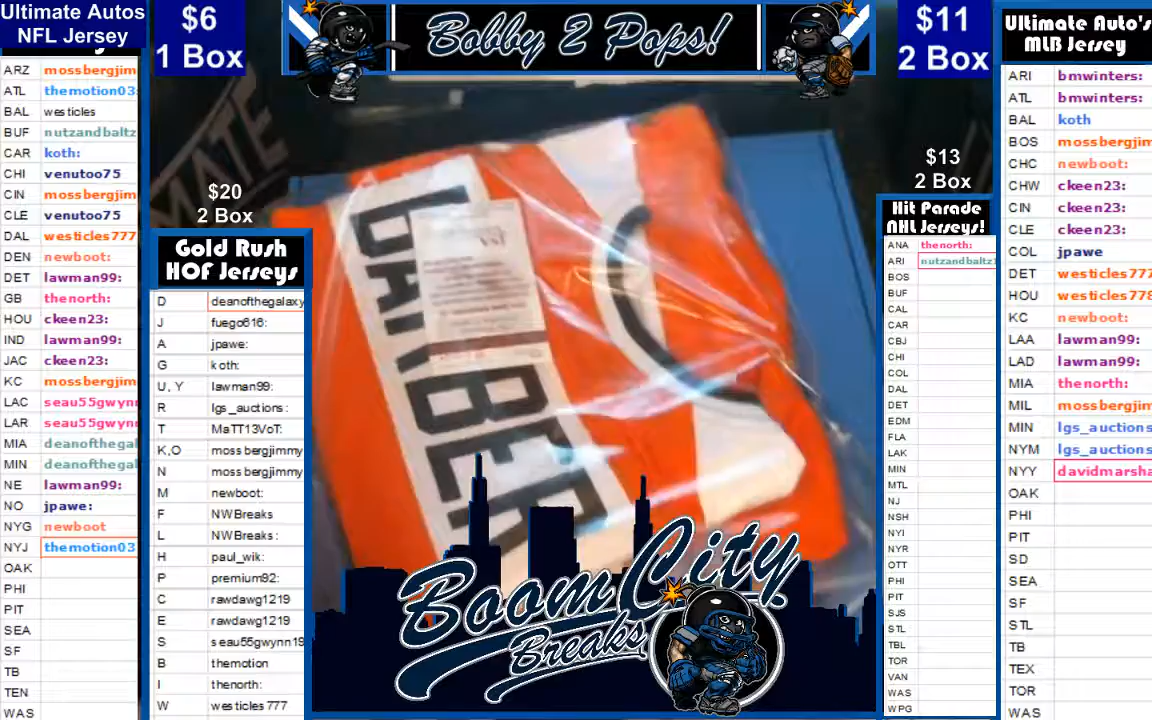 Ultimate Autos
NFL Jersey
ARZ mossbergjim
ATL themotion03
BAL westicles
BUF nutzandbaltz
CAR koth:
CHI venutoo75
CIN mossbergjim
CLE venutoo75
DAL westicles777
DEN newboot:
DET lawman99:
GB thenorth:
HOU ckeen23:
IND lawman99:
JAC ckeen23:
KC mossbergjim
LAC seau55gwynn
LAR seau55gwynn
MIA deanofthegal
MIN deanofthegal
NE lawman99:
NO jpawe:
NYG newboot
NYJ themotion03
OAK
PHI
PIT
SEA
SF
TB
TEN
WAS
$6
1 Box
$20
2 Box
Gold Rush
HOF Jerseys
D deanofthegalaxy
J fuego616:
A jpawe:
G koth:
U, Y lawman99:
R lgs_auctions:
T MaTT13VoT:
K,O mossbergjimmy
N mossbergjimmy
M newboot:
F NWBreaks
L NWBreaks:
H paul_wik:
P premium92:
C rawdawg1219
E rawdawg1219
S seau55gwynn19
B themotion
I thenorth:
W westicles 777
Bobby 2 Pops!
BARBER
Boom City
Breaks
$11
2 Box
$13
2 Box
Hit Parade
NHL Jerseys!
ANA thenorth:
ARI nutzandbaltz1
BOS
BUF
CAL
CAR
CBJ
CHI
COL
DAL
DET
EDM
FLA
LAK
MIN
MTL
NJ
NSH
NYI
NYR
OTT
PHI
PIT
SJS
STL
TBL
TOR
VAN
WAS
WPG
Ultimate Auto's
MLB Jersey
ARI bmwinters:
ATL bmwinters:
BAL koth
BOS mossbergjim
CHC newboot:
CHW ckeen23:
CIN ckeen23:
CLE ckeen23:
COL jpawe
DET westicles777
HOU westicles778
KC newboot:
LAA lawman99:
LAD lawman99:
MIA thenorth:
MIL mossbergjim
MIN lgs_auctions
NYM lgs_auctions
NYY davidmarsha
OAK
PHI
PIT
SD
SEA
SF
STL
TB
TEX
TOR
WAS